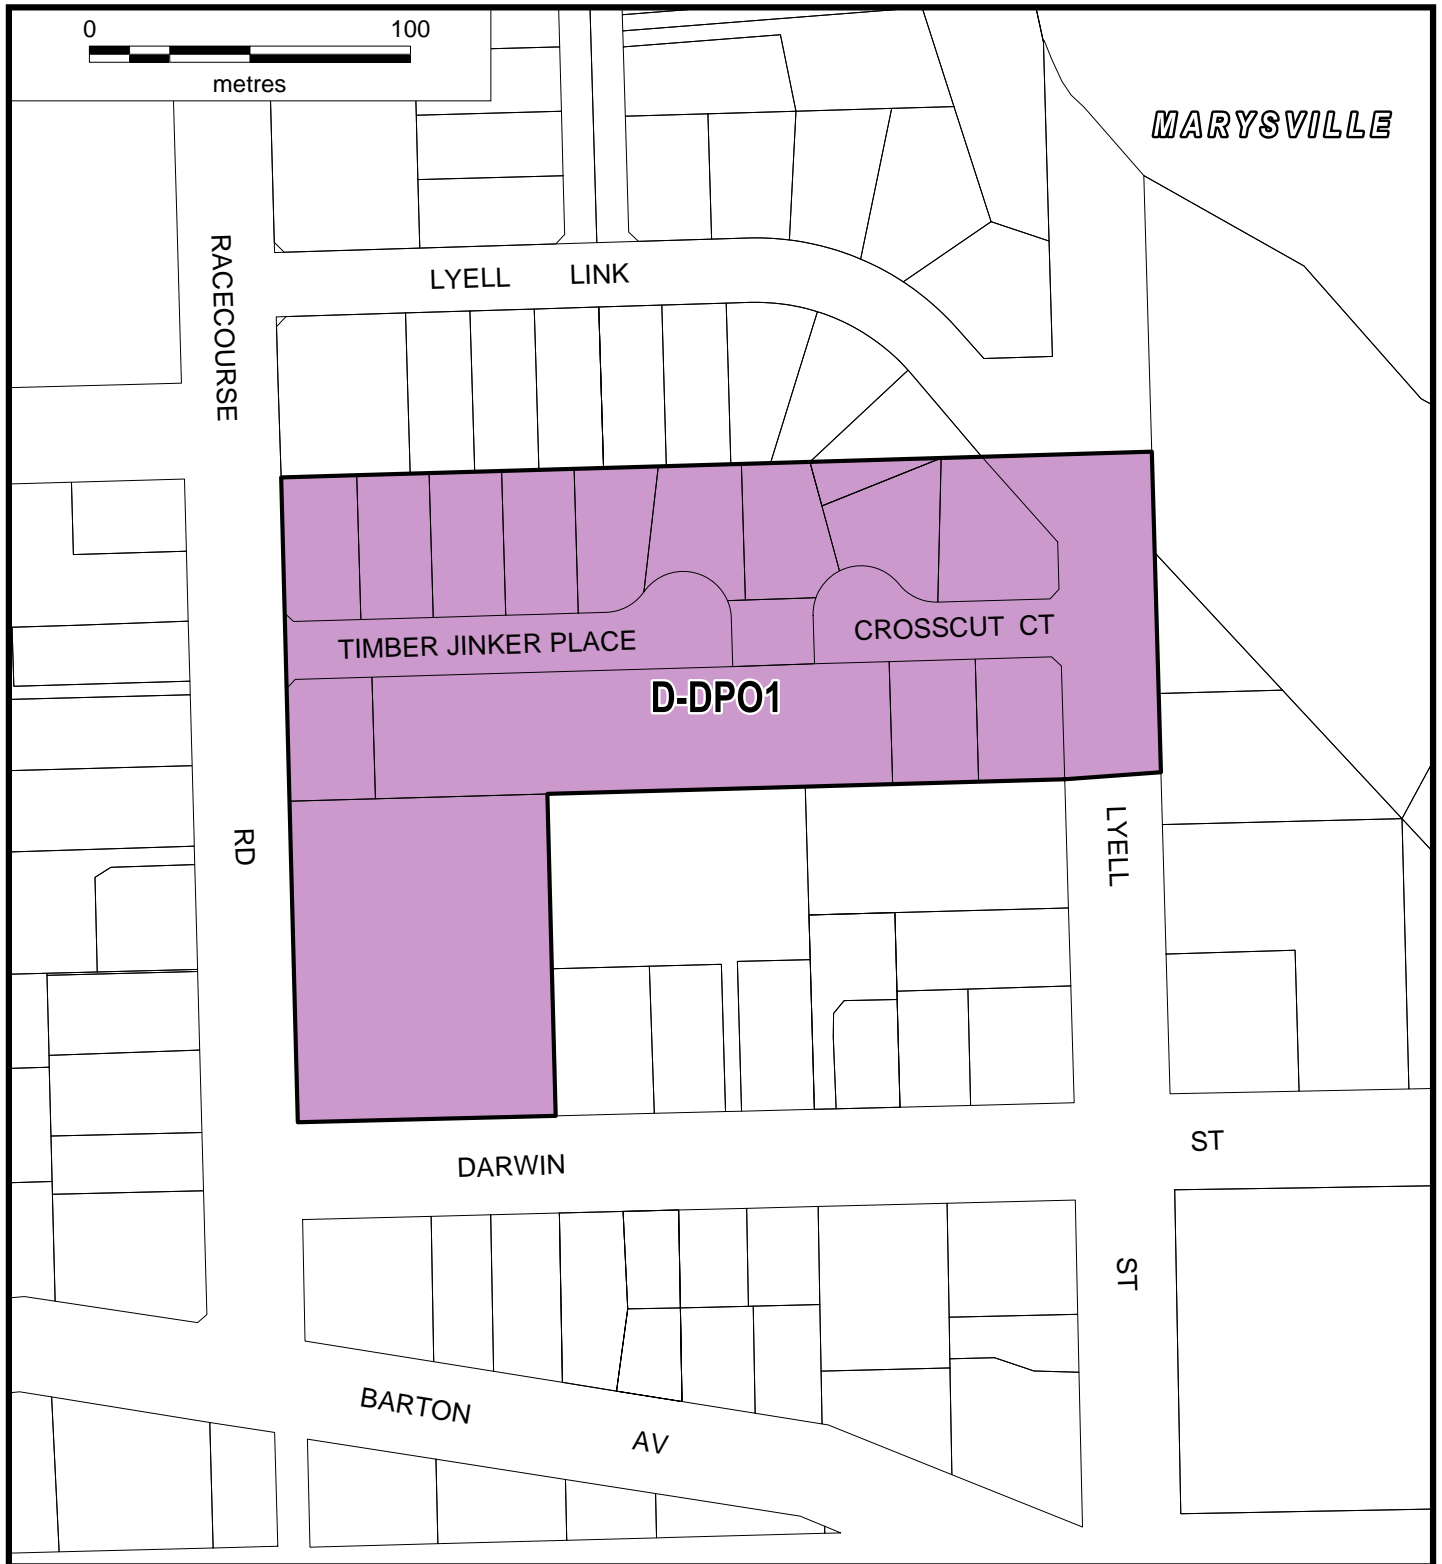 0 100
metres
MARYSVILLE
RACECOURSE
LYELL LINK
TIMBER JINKER PLACE
CROSSCUT CT
D-DPO1
RD
LYELL
DARWIN
ST
ST
BARTON
AV